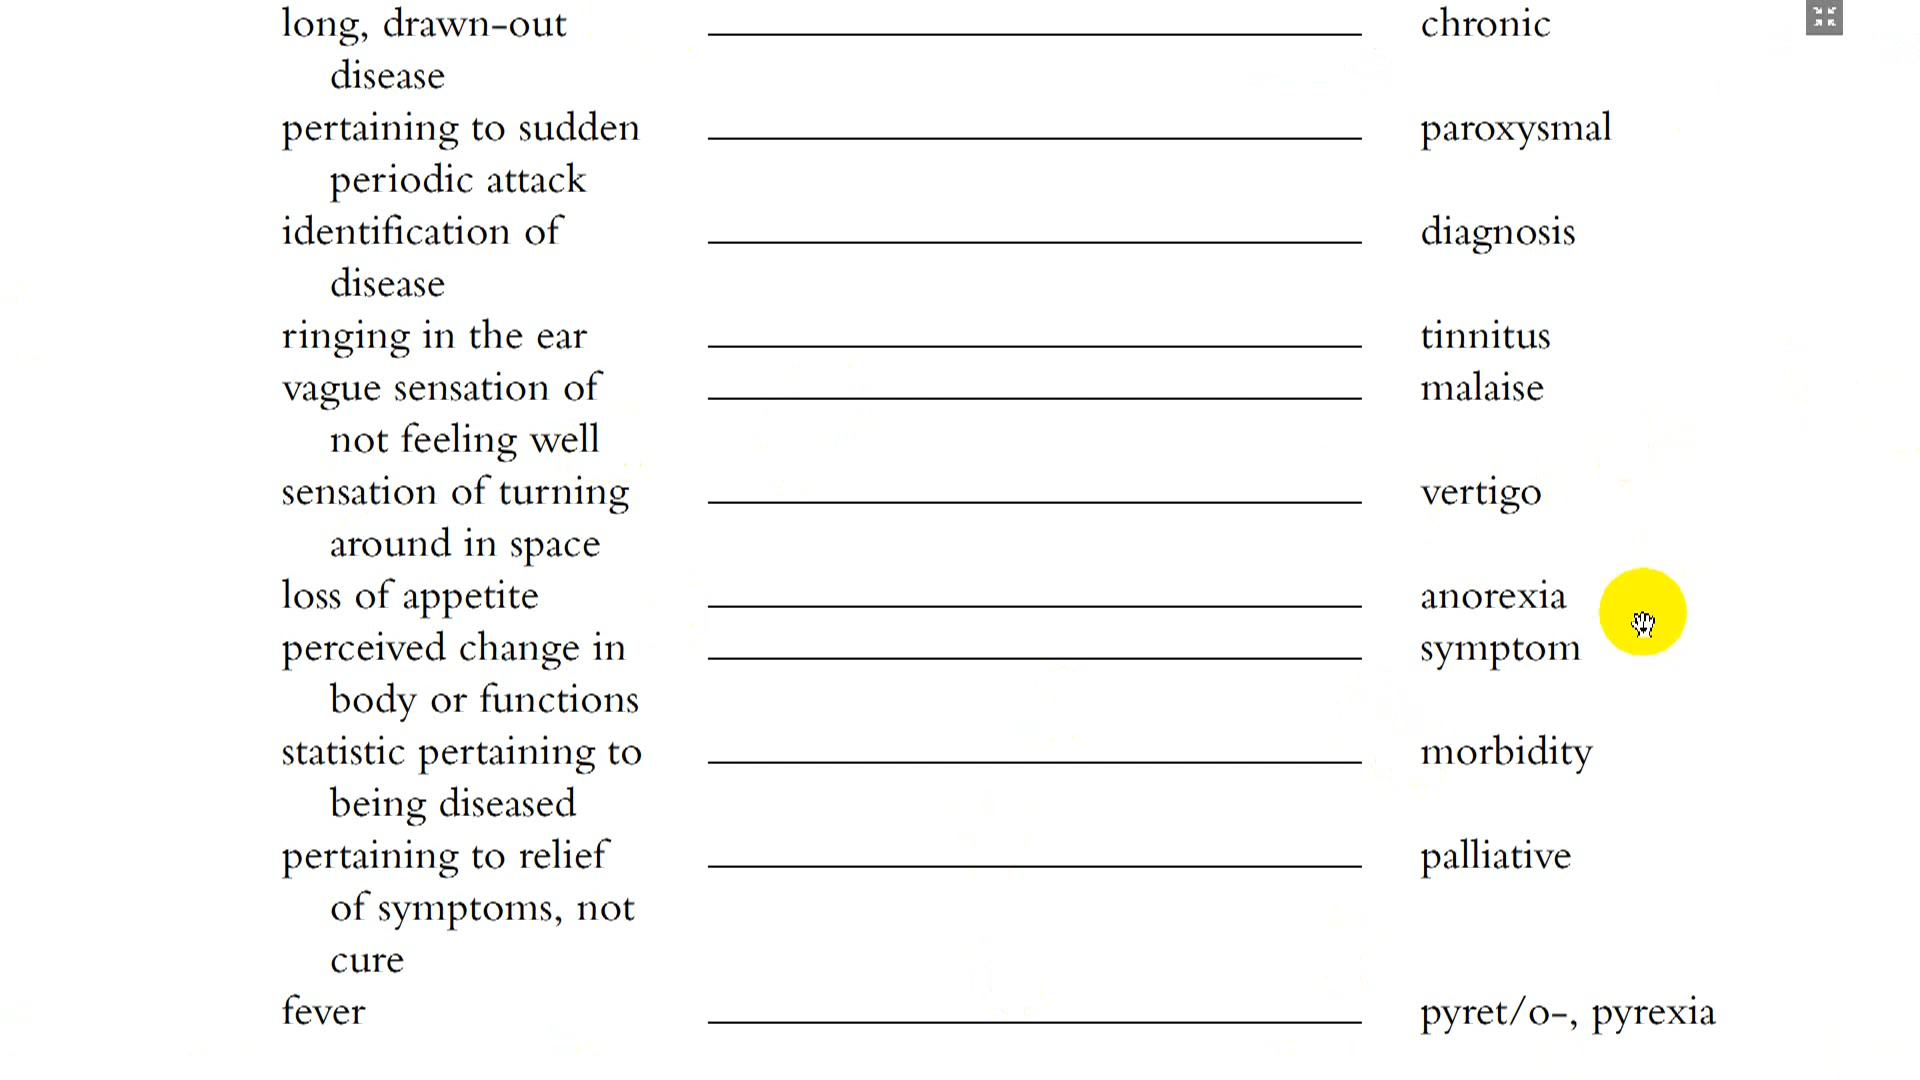 long, drawn-out chronic
disease
pertaining to sudden paroxysmal
periodic attack
identification of diagnosis
disease
ringing in the ear tinnitus
vague sensation of malaise
not feeling well
sensation of turning vertigo
around in space
loss of appetite anorexia
perceived change in symptom
body or functions
statistic pertaining to morbidity
being diseased
pertaining to relief palliative
of symptoms, not
cure
fever pyret/o-, pyrexia